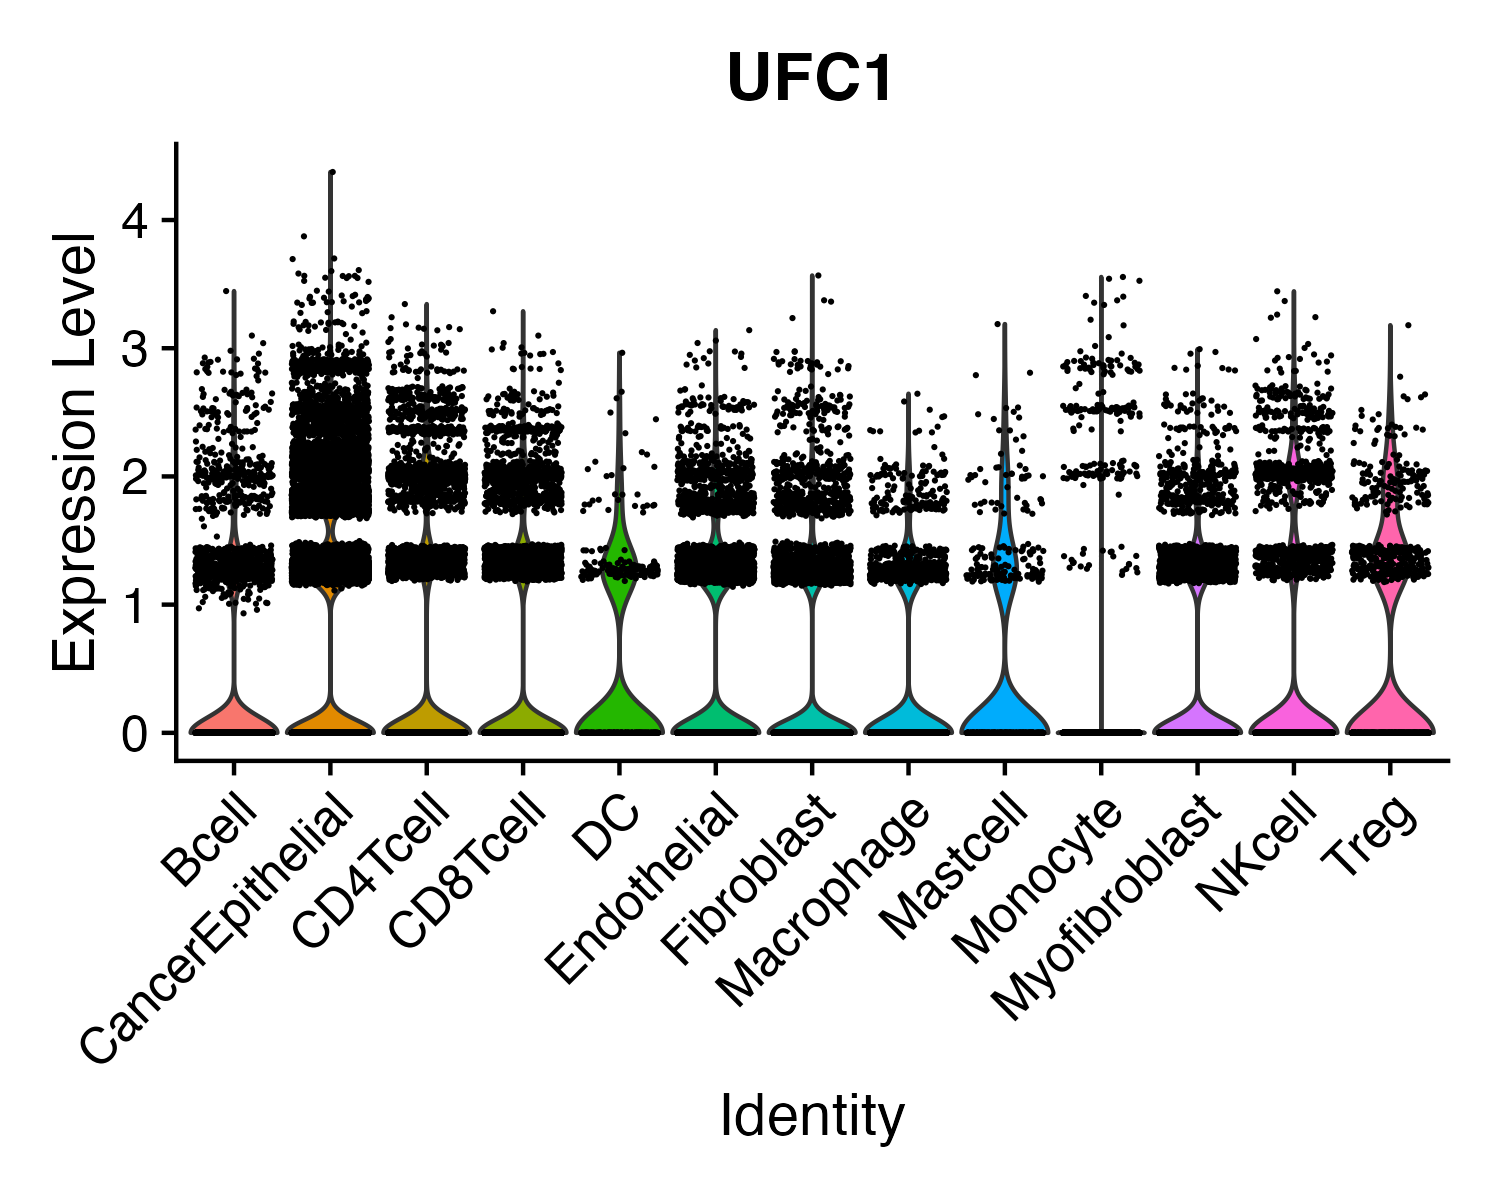 UFC1
Expression Level
4
3
2
1
0
Bcell
CancerEpithelial
CD4Tcell
CD8Tcell
DC
Endothelial
Fibroblast
Macrophage
Mastcell
Monocyte
Myofibroblast
NKcell
Treg
Identity